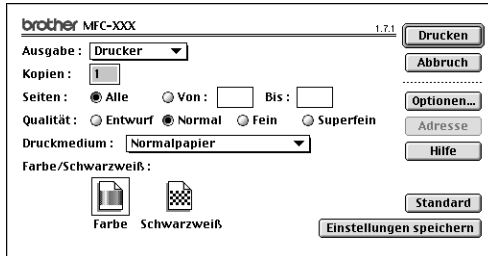 brother MFC-XXX 1.7.1
Drucken
Ausgabe : Drucker
Abbruch
Kopien : 1
Seiten : Alle Von : Bis :
Optionen...
Qualität : Entwurf Normal Fein Superfein
Adresse
Druckmedium : Normalpapier
Hilfe
Farbe/Schwarzweiß :
Farbe Schwarzweiß
Standard
Einstellungen speichern